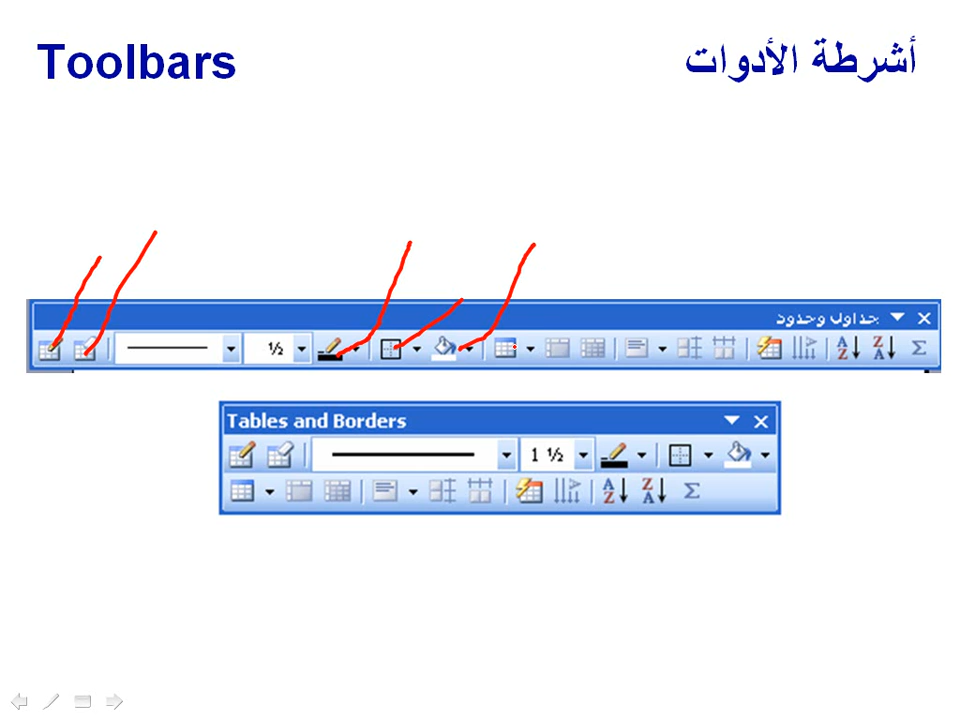 Toolbars
أشرطة الأدوات
جداول وحدود
½
A Z Z A Σ
Tables and Borders
1 ½
A Z Z A Σ